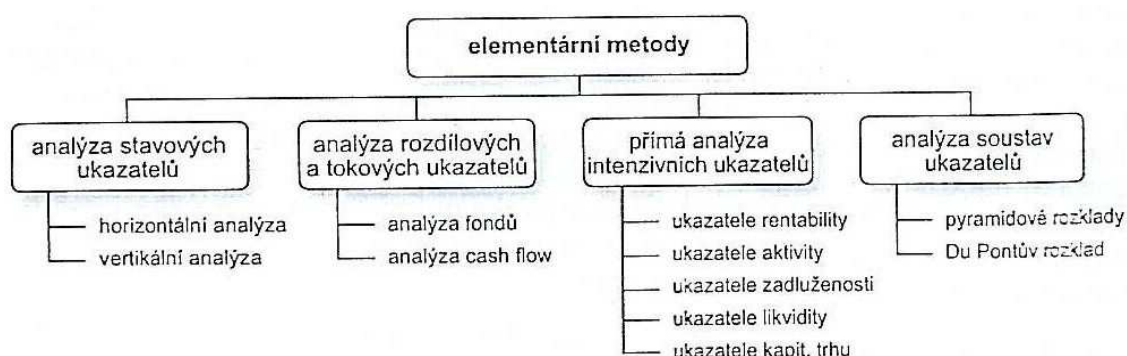 elementární metody
analýza stavových
ukazatelů
horizontální analýza
vertikální analýza
analýza rozdílových
a tokových ukazatelů
analýza fondů
analýza cash flow
přímá analýza
intenzivních ukazatelů
ukazatele rentability
ukazatele aktivity
ukazatele zadluženosti
ukazatele likvidity
ukazatele kapit. trhu
analýza soustav
ukazatelů
pyramidové rozklady
Du Pontův rozklad